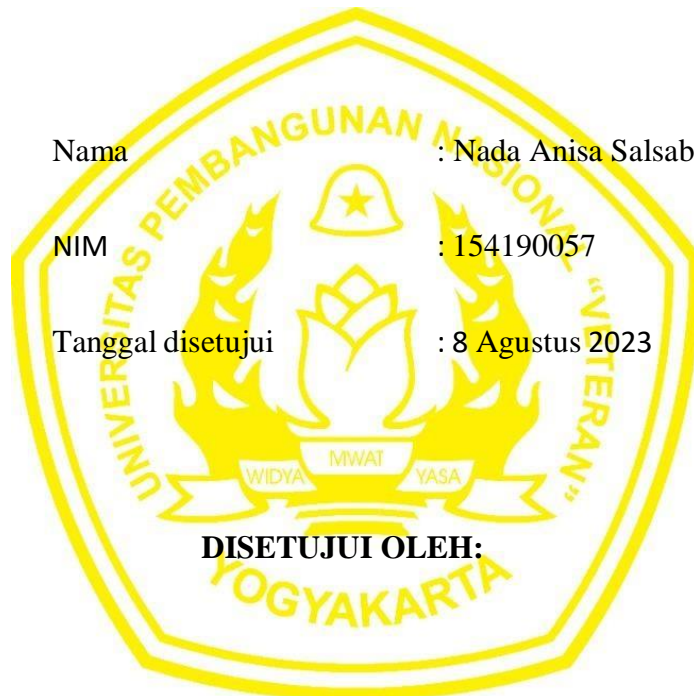 UNIVERSITAS PEMBANGUNAN NASIONAL "VETERAN"
Nama : Nada Anisa Salsab
NIM : 154190057
Tanggal disetujui : 8 Agustus 2023
WIDYA MWAT YASA
DISETUJUI OLEH:
YOGYAKARTA